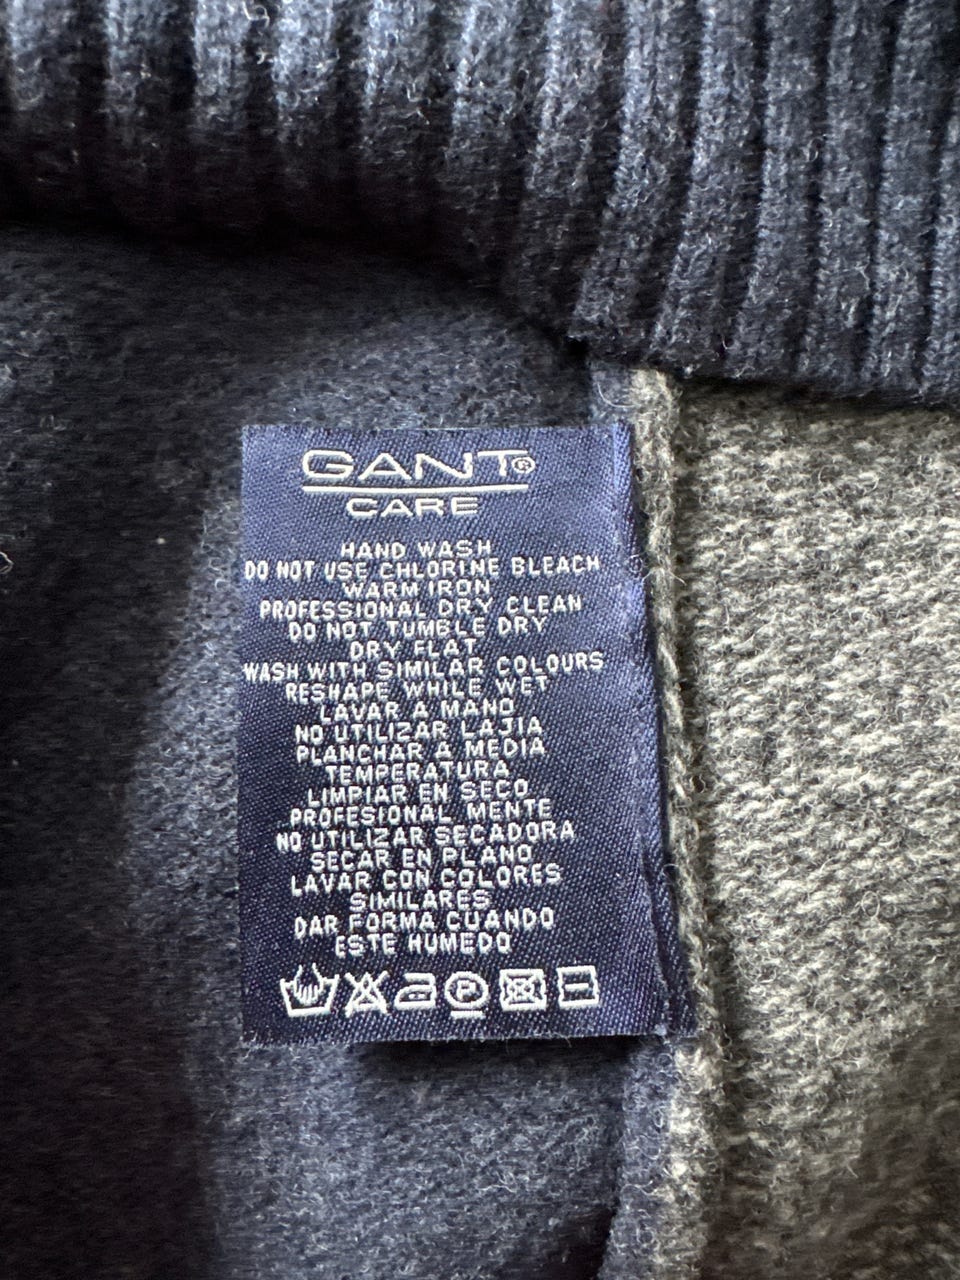 GANT®
CARE
HAND WASH
DO NOT USE CHLORINE BLEACH
WARM IRON
PROFESSIONAL DRY CLEAN
DO NOT TUMBLE DRY
DRY FLAT
WASH WITH SIMILAR COLOURS
RESHAPE WHILE WET
LAVAR A MANO
NO UTILIZAR LAJIA
PLANCHAR A MEDIA
TEMPERATURA
LIMPIAR EN SECO
PROFESIONAL MENTE
NO UTILIZAR SECADORA
SECAR EN PLANO
LAVAR CON COLORES
SIMILARES
DAR FORMA CUANDO
ESTE HUMEDO
P